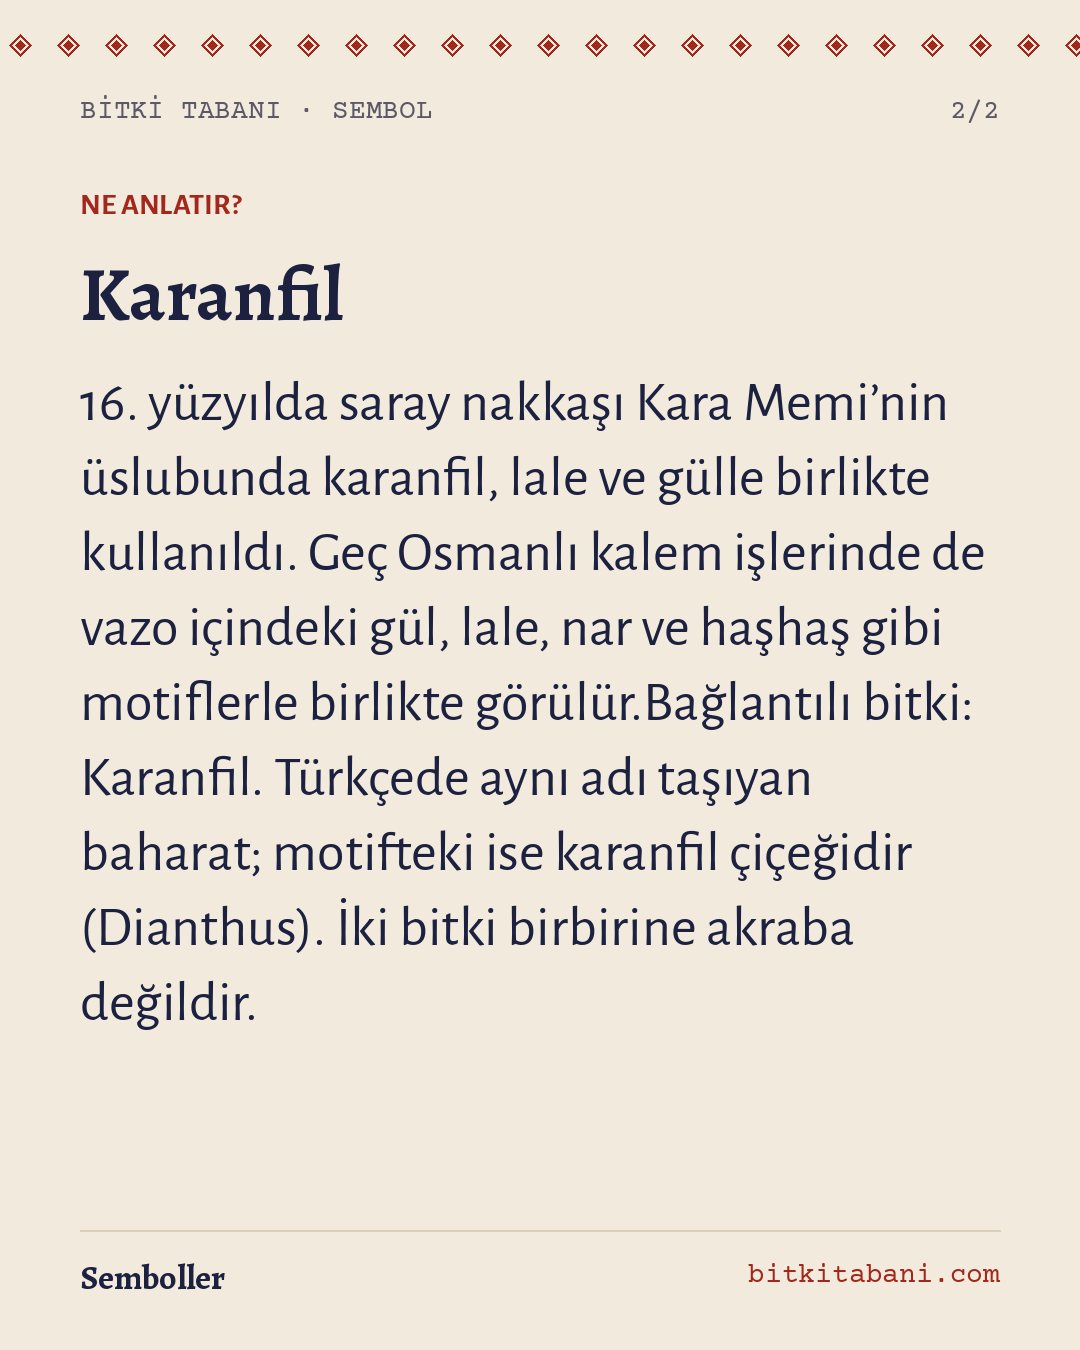 BİTKİ TABANI · SEMBOL 2/2
NE ANLATIR?
Karanfil
16. yüzyılda saray nakkaşı Kara Memi’nin
üslubunda karanfil, lale ve gülle birlikte
kullanıldı. Geç Osmanlı kalem işlerinde de
vazo içindeki gül, lale, nar ve haşhaş gibi
motiflerle birlikte görülür.Bağlantılı bitki:
Karanfil. Türkçede aynı adı taşıyan
baharat; motifteki ise karanfil çiçeğidir
(Dianthus). İki bitki birbirine akraba
değildir.
Semboller bitkitabani.com